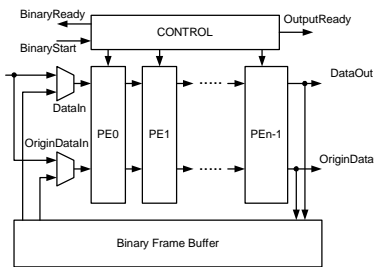 BinaryReady
CONTROL
OutputReady
BinaryStart
DataIn
DataOut
PE0
PE1
PEn-1
OriginDataIn
OriginData
Binary Frame Buffer